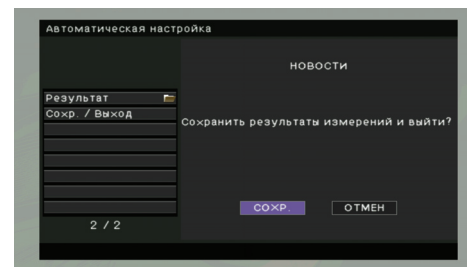 Автоматическая настройка
НОВОСТИ
Результат
Сохр. / Выход
Сохранить результаты измерений и выйти?
СОХР.
ОТМЕН
2 / 2